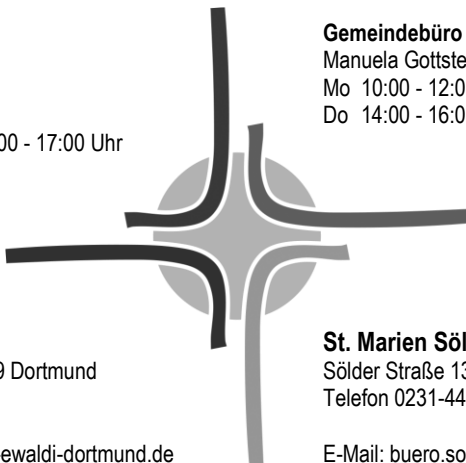 Gemeindebüro
Manuela Gottste
Mo 10:00 - 12:0
Do 14:00 - 16:0
00 - 17:00 Uhr
St. Marien Söl
Sölder Straße 13
9 Dortmund
Telefon 0231-44
ewaldi-dortmund.de
E-Mail: buero.so